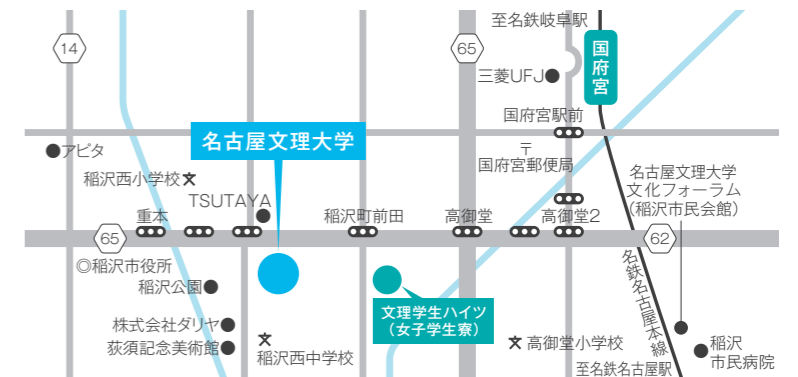 至名鉄岐阜駅
14
65
国府宮
三菱UFJ
国府宮駅前
名古屋文理大学
アピタ
〒
国府宮郵便局
稲沢西小学校
名古屋文理大学
文化フォーラム
（稲沢市民会館）
TSUTAYA
重本
稲沢町前田
高御堂
高御堂2
65
62
◎稲沢市役所
稲沢公園
名鉄名古屋本線
文理学生ハイツ
（女子学生寮）
株式会社ダリヤ
荻須記念美術館
稲沢西中学校
高御堂小学校
稲沢
市民病院
至名鉄名古屋駅